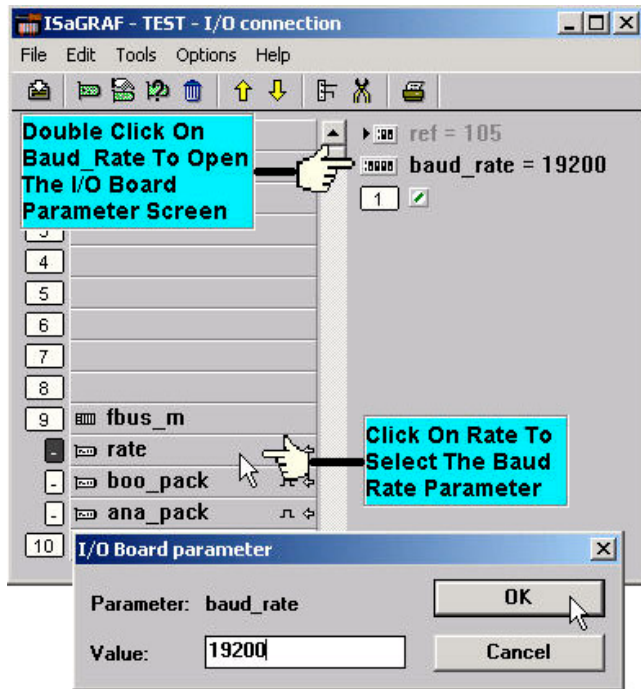 ISaGRAF - TEST - I/O connection
File Edit Tools Options Help
Double Click On
Baud_Rate To Open
The I/O Board
Parameter Screen
ref = 105
baud_rate = 19200
1
3
4
5
6
7
8
9 fbus_m
rate
boo_pack
ana_pack
10
Click On Rate To
Select The Baud
Rate Parameter
I/O Board parameter
Parameter: baud_rate
OK
Value: 19200
Cancel